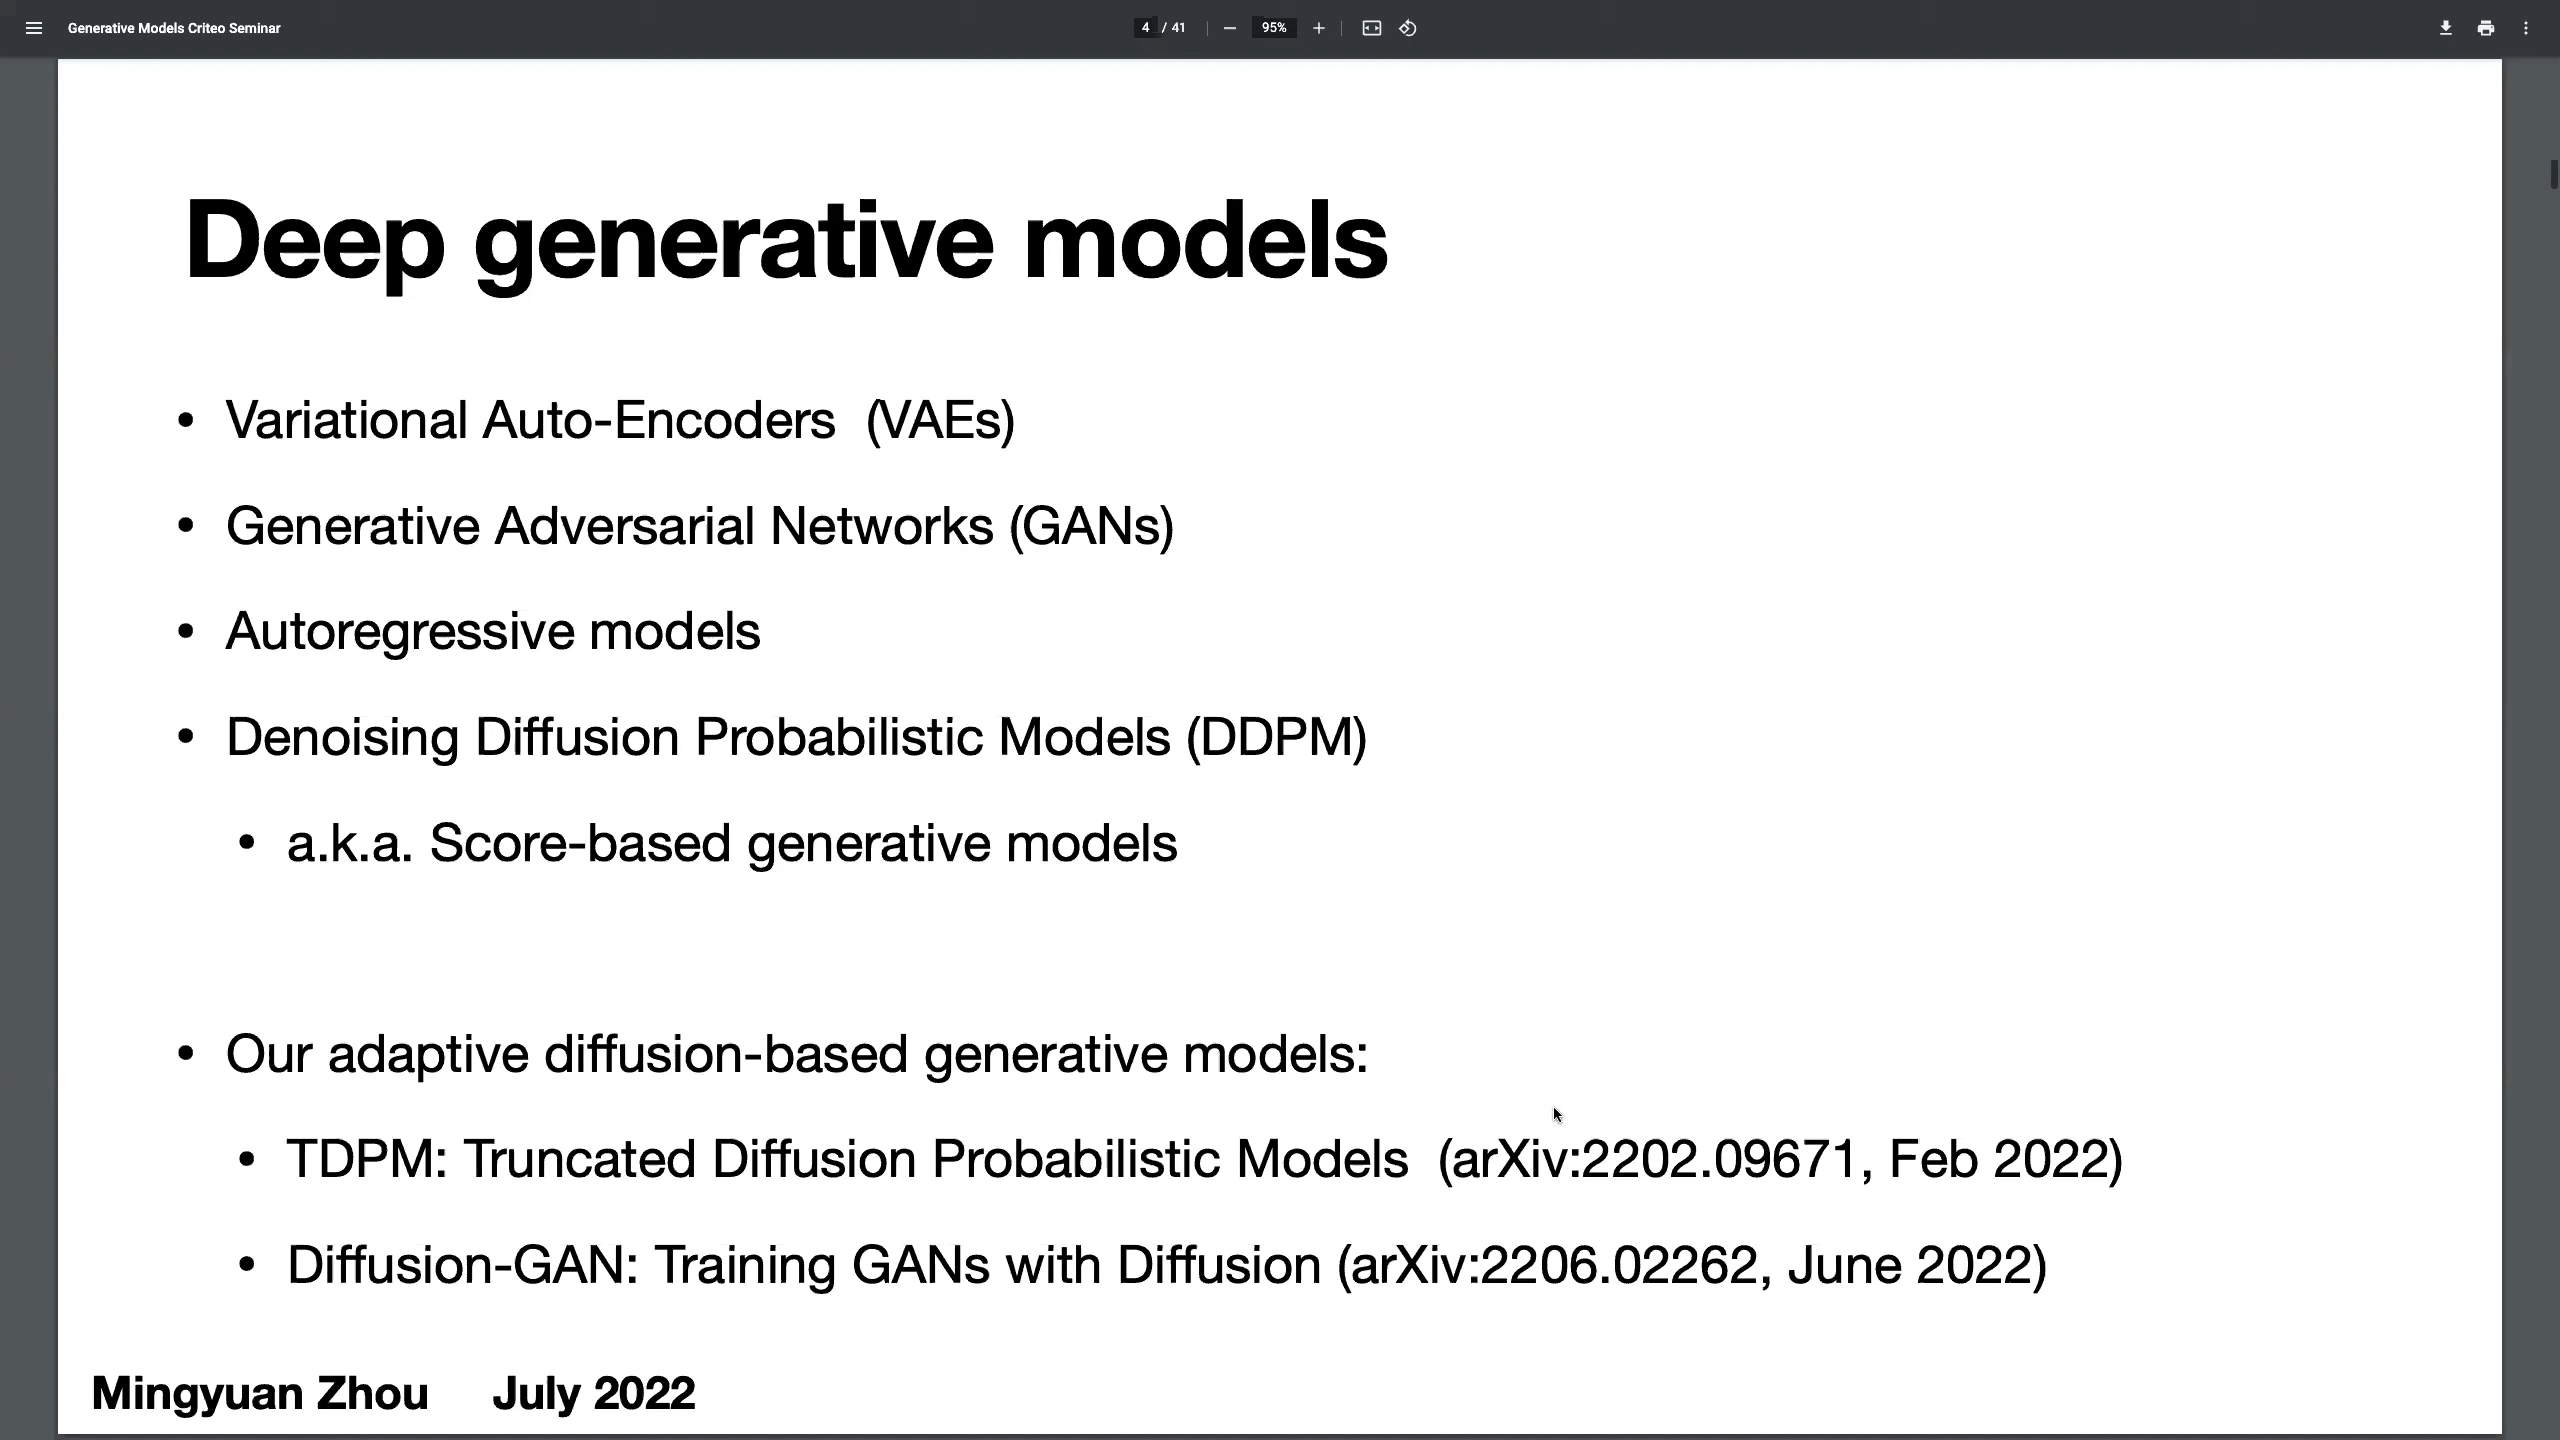 Generative Models Criteo Seminar
4 / 41
95%
Deep generative models
• Variational Auto-Encoders (VAEs)
• Generative Adversarial Networks (GANs)
• Autoregressive models
• Denoising Diffusion Probabilistic Models (DDPM)
• a.k.a. Score-based generative models
• Our adaptive diffusion-based generative models:
• TDPM: Truncated Diffusion Probabilistic Models (arXiv:2202.09671, Feb 2022)
• Diffusion-GAN: Training GANs with Diffusion (arXiv:2206.02262, June 2022)
Mingyuan Zhou July 2022